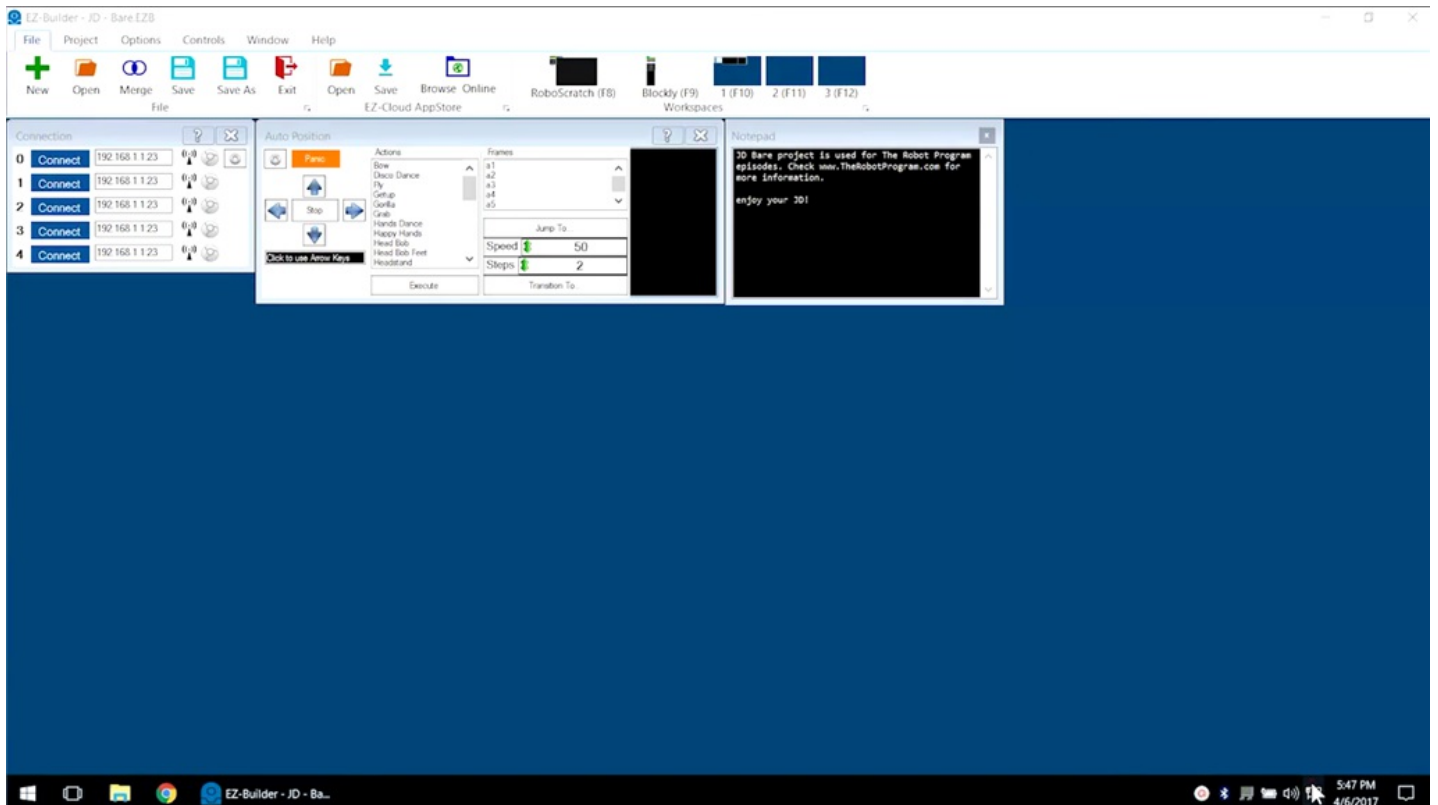 EZ-Builder - JD - Bare.EZB
File Project Options Controls Window Help
New Open Merge Save Save As Exit Open Save Browse Online RoboScratch (F8) Blockly (F9) 1 (F10) 2 (F11) 3 (F12)
File EZ-Cloud AppStore Workspaces
Connection
0 Connect 192.168.1.1:23
1 Connect 192.168.1.1:23
2 Connect 192.168.1.1:23
3 Connect 192.168.1.1:23
4 Connect 192.168.1.1:23
Auto Position
Panic
Stop
Click to use Arrow Keys
Actions
Bow
Disco Dance
Fly
Getup
Gorilla
Grab
Hands Dance
Happy Hands
Head Bob
Head Bob Feet
Headstand
Execute
Frames
a1
a2
a3
a4
a5
Jump To..
Speed 50
Steps 2
Transition To..
Notepad
JD Bare project is used for The Robot Program
episodes. Check www.TheRobotProgram.com for
more information.
enjoy your JD!
EZ-Builder - JD - Ba...
5:47 PM
4/6/2017